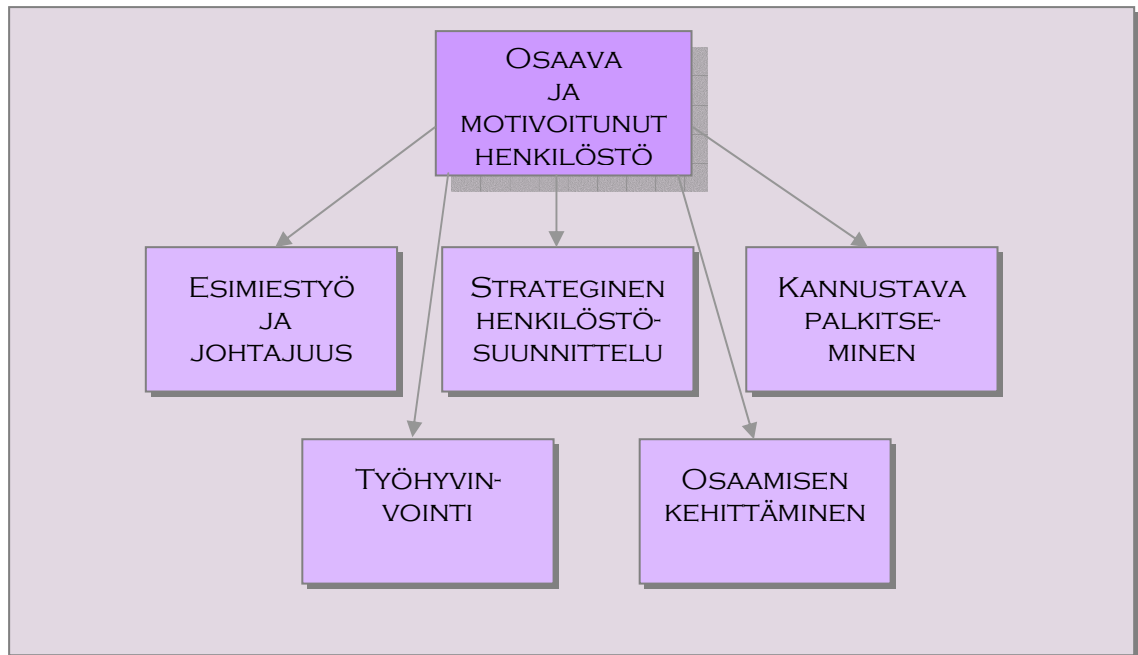 OSAAVA
JA
MOTIVOITUNUT
HENKILÖSTÖ
ESIMIESTYÖ
JA
JOHTAJUUS
STRATEGINEN
HENKILÖSTÖ-
SUUNNITTELU
KANNUSTAVA
PALKITSE-
MINEN
TYÖHYVIN-
VOINTI
OSAAMISEN
KEHITTÄMINEN